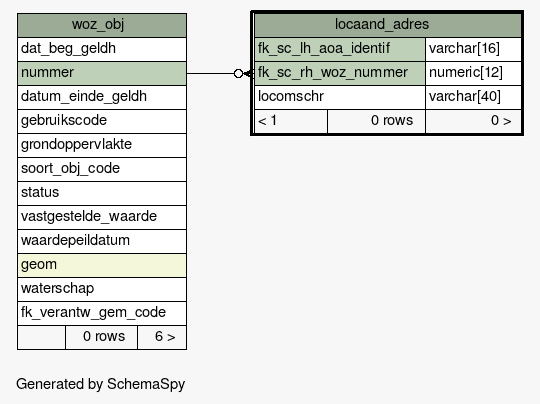 woz_obj
dat_beg_geldh
nummer
datum_einde_geldh
gebruikscode
grondoppervlakte
soort_obj_code
status
vastgestelde_waarde
waardepeildatum
geom
waterschap
fk_verantw_gem_code
0 rows 6 >
locaand_adres
fk_sc_lh_aoa_identif varchar[16]
fk_sc_rh_woz_nummer numeric[12]
locomschr varchar[40]
< 1 0 rows 0 >
Generated by SchemaSpy